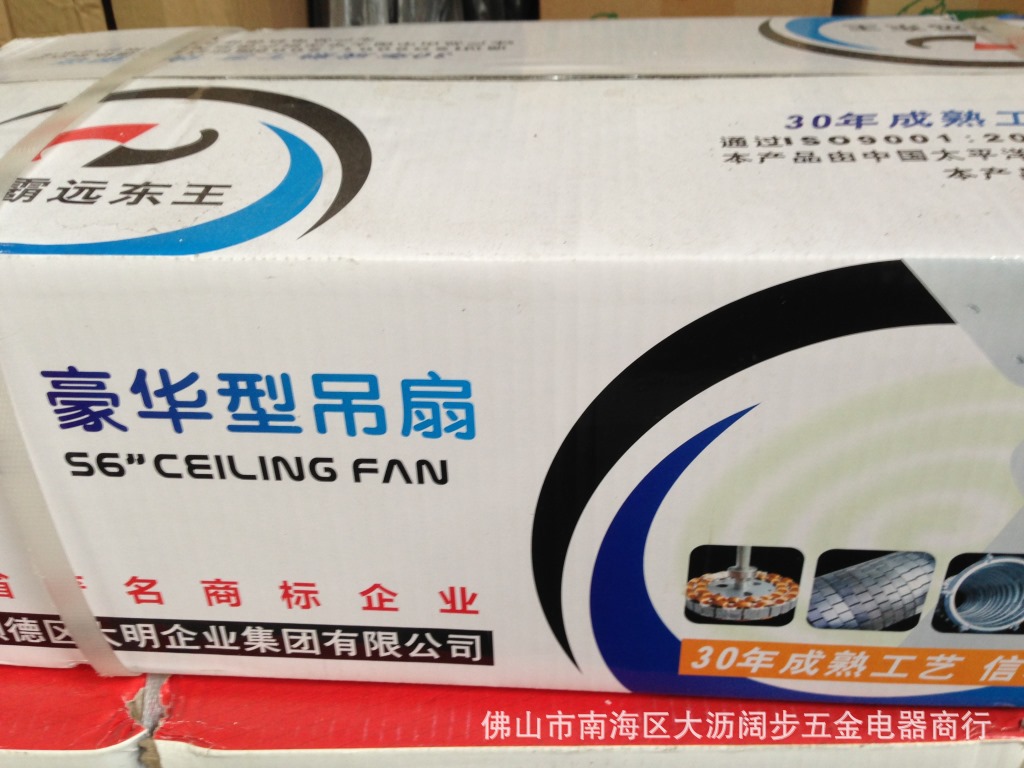 霸远东王
30年成熟工
通过ISO9001:20
本产品由中国太平洋
本产
豪华型吊扇
56”CEILING FAN
省 名商标企业
德区大明企业集团有限公司
30年成熟工艺 信
佛山市南海区大沥阔步五金电器商行